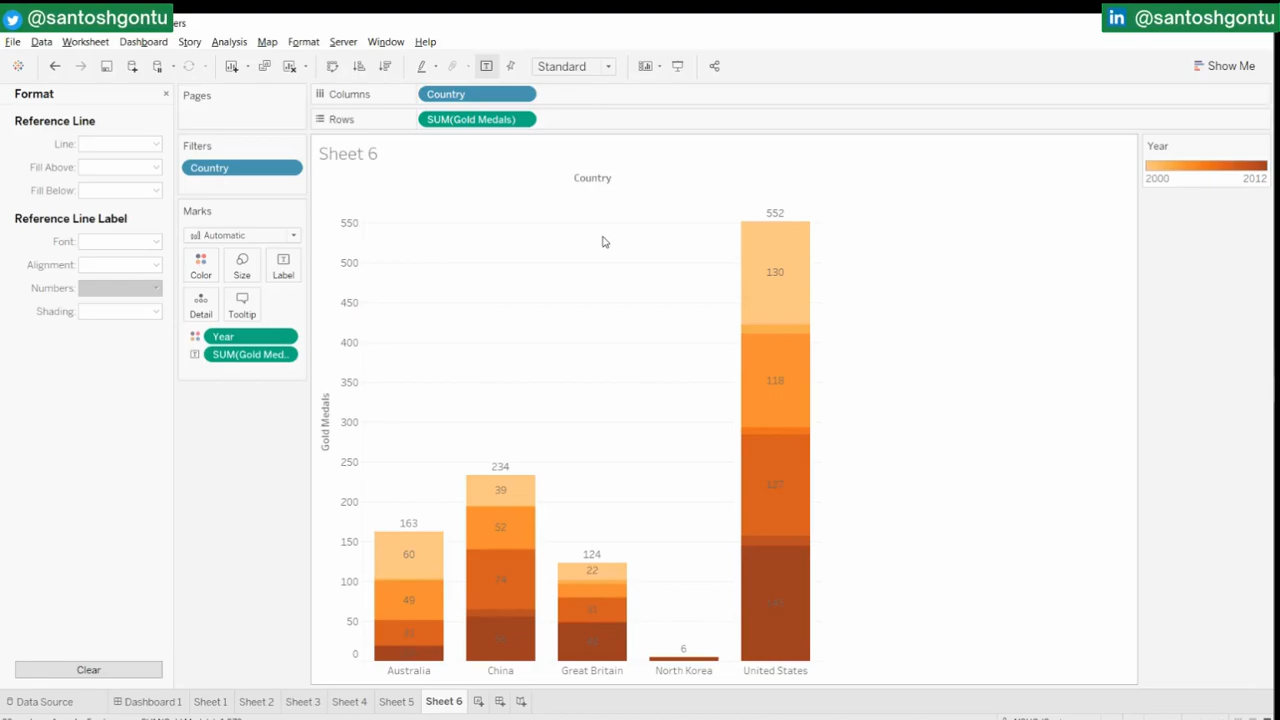 @santoshgontu
@santoshgontu
File Data Worksheet Dashboard Story Analysis Map Format Server Window Help
Standard
Show Me
Format
Reference Line
Line:
Fill Above:
Fill Below:
Reference Line Label
Font:
Alignment:
Numbers:
Shading:
Clear
Pages
Filters
Country
Marks
Automatic
Color Size Label
Detail Tooltip
Year
SUM(Gold Med..
Columns Country
Rows SUM(Gold Medals)
Sheet 6
Country
Gold Medals
550
500
450
400
350
300
250
200
150
100
50
0
163
60
49
234
39
52
74
124
22
6
552
130
118
127
Australia China Great Britain North Korea United States
Year
2000 2012
Data Source Dashboard 1 Sheet 1 Sheet 2 Sheet 3 Sheet 4 Sheet 5 Sheet 6